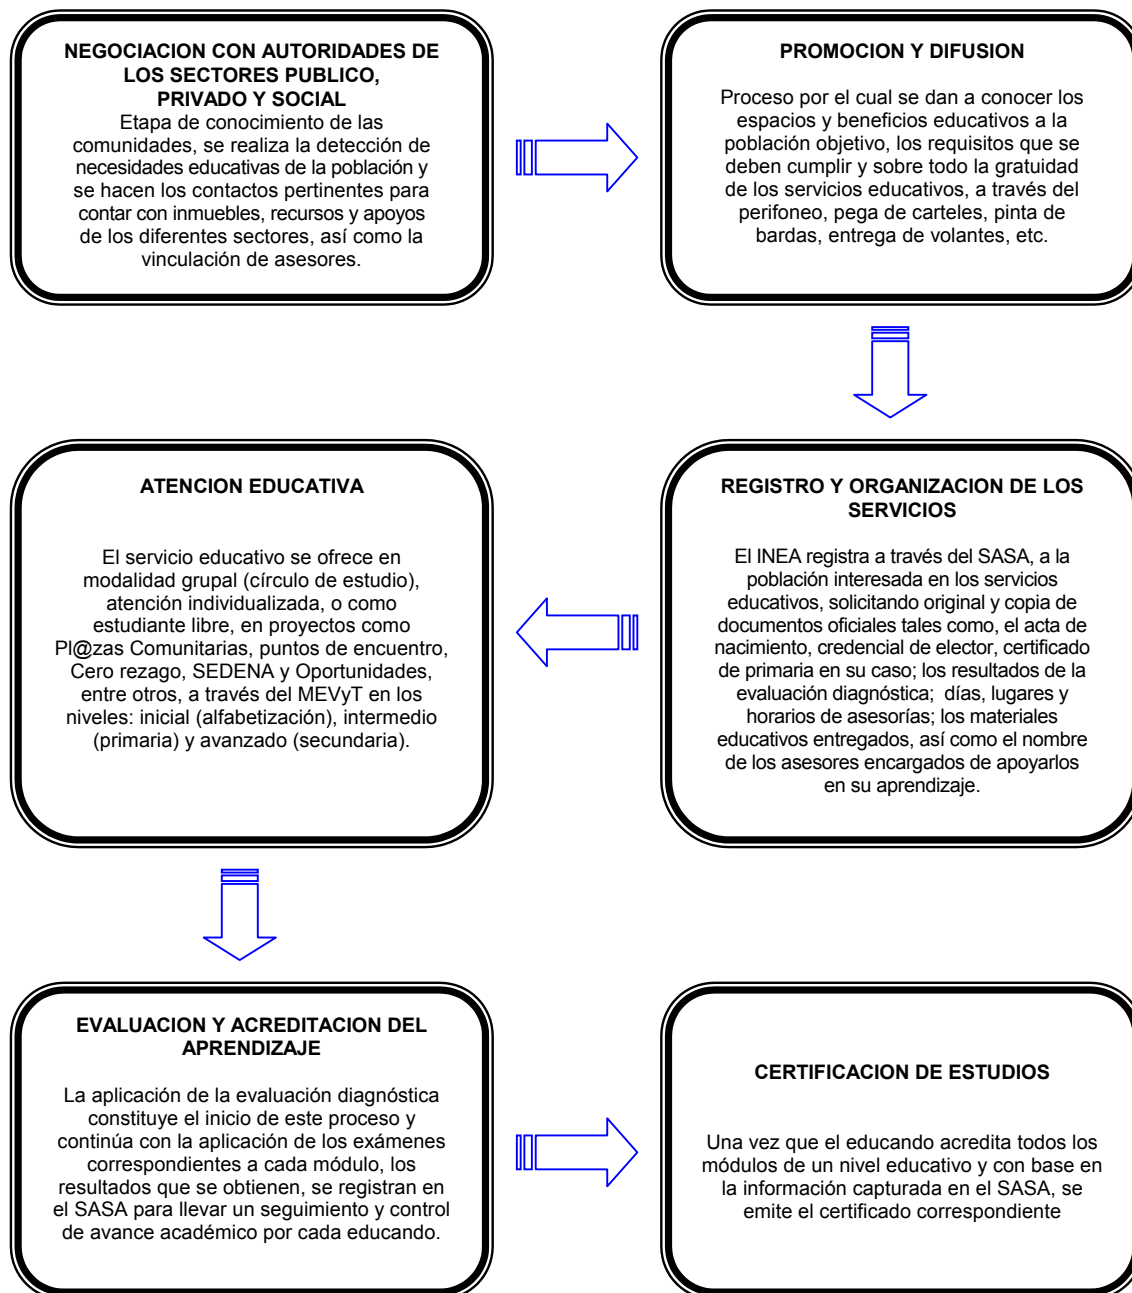 NEGOCIACION CON AUTORIDADES DE
LOS SECTORES PUBLICO,
PRIVADO Y SOCIAL
Etapa de conocimiento de las
comunidades, se realiza la detección de
necesidades educativas de la población y
se hacen los contactos pertinentes para
contar con inmuebles, recursos y apoyos
de los diferentes sectores, así como la
vinculación de asesores.
PROMOCION Y DIFUSION
Proceso por el cual se dan a conocer los
espacios y beneficios educativos a la
población objetivo, los requisitos que se
deben cumplir y sobre todo la gratuidad
de los servicios educativos, a través del
perifoneo, pega de carteles, pinta de
bardas, entrega de volantes, etc.
REGISTRO Y ORGANIZACION DE LOS
SERVICIOS
El INEA registra a través del SASA, a la
población interesada en los servicios
educativos, solicitando original y copia de
documentos oficiales tales como, el acta de
nacimiento, credencial de elector, certificado
de primaria en su caso; los resultados de la
evaluación diagnóstica; días, lugares y
horarios de asesorías; los materiales
educativos entregados, así como el nombre
de los asesores encargados de apoyarlos
en su aprendizaje.
ATENCION EDUCATIVA
El servicio educativo se ofrece en
modalidad grupal (círculo de estudio),
atención individualizada, o como
estudiante libre, en proyectos como
Pl@zas Comunitarias, puntos de encuentro,
Cero rezago, SEDENA y Oportunidades,
entre otros, a través del MEVyT en los
niveles: inicial (alfabetización), intermedio
(primaria) y avanzado (secundaria).
EVALUACION Y ACREDITACION DEL
APRENDIZAJE
La aplicación de la evaluación diagnóstica
constituye el inicio de este proceso y
continúa con la aplicación de los exámenes
correspondientes a cada módulo, los
resultados que se obtienen, se registran en
el SASA para llevar un seguimiento y control
de avance académico por cada educando.
CERTIFICACION DE ESTUDIOS
Una vez que el educando acredita todos los
módulos de un nivel educativo y con base en
la información capturada en el SASA, se
emite el certificado correspondiente